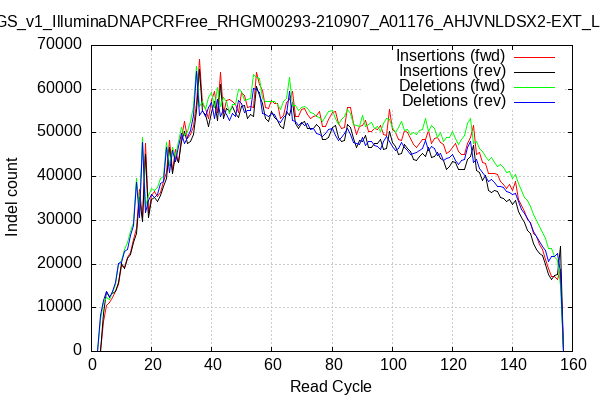 GS_v1_IlluminaDNAPCRFree_RHGM00293-210907_A01176_AHJVNLDSX2-EXT_L
70000
60000
50000
40000
30000
20000
10000
0
Indel count
Insertions (fwd)
Insertions (rev)
Deletions (fwd)
Deletions (rev)
0 20 40 60 80 100 120 140 160
Read Cycle